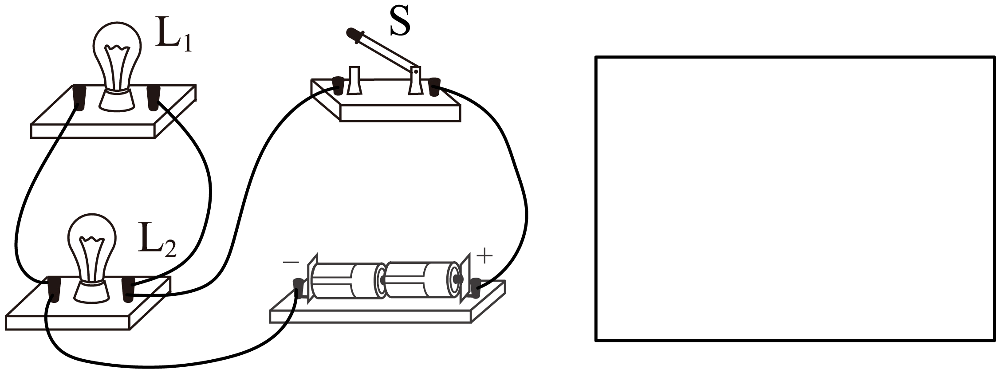 L₁
S
L₂
− +